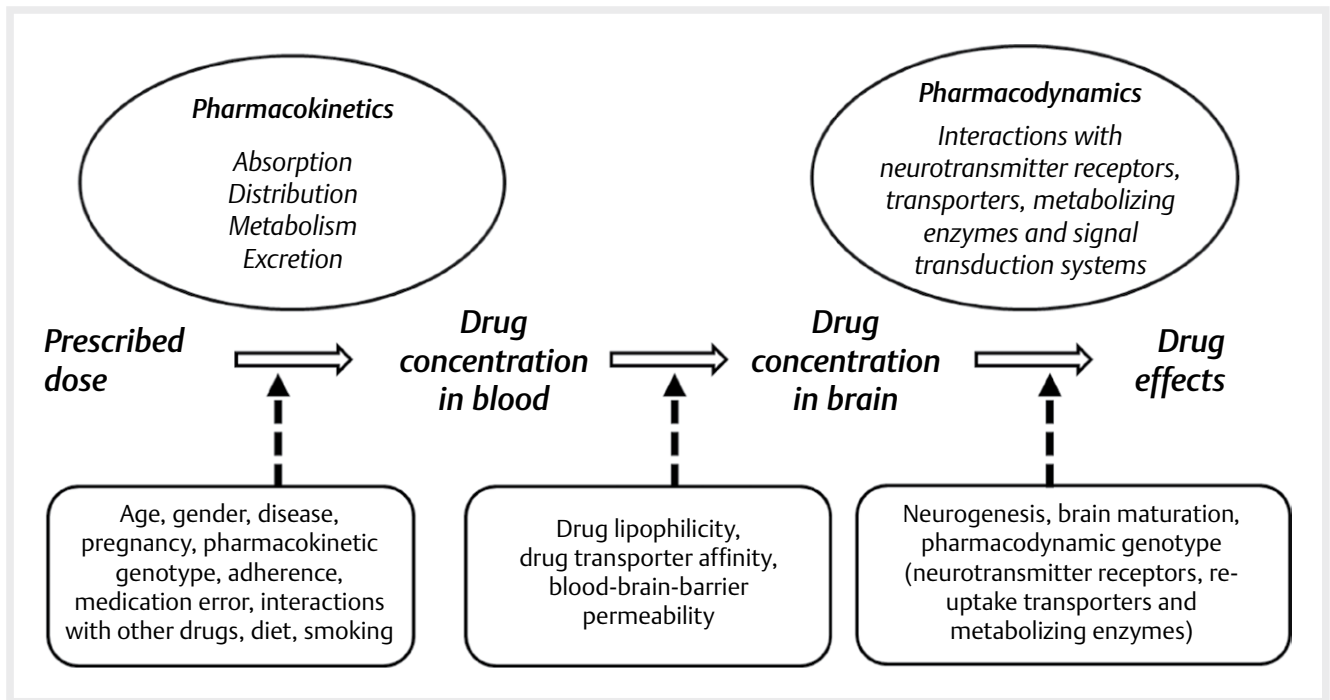 Pharmacokinetics
Absorption
Distribution
Metabolism
Excretion
Pharmacodynamics
Interactions with
neurotransmitter receptors,
transporters, metabolizing
enzymes and signal
transduction systems
Prescribed
dose
Drug
concentration
in blood
Drug
concentration
in brain
Drug
effects
Age, gender, disease,
pregnancy, pharmacokinetic
genotype, adherence,
medication error, interactions
with other drugs, diet, smoking
Drug lipophilicity,
drug transporter affinity,
blood-brain-barrier
permeability
Neurogenesis, brain maturation,
pharmacodynamic genotype
(neurotransmitter receptors, re-
uptake transporters and
metabolizing enzymes)